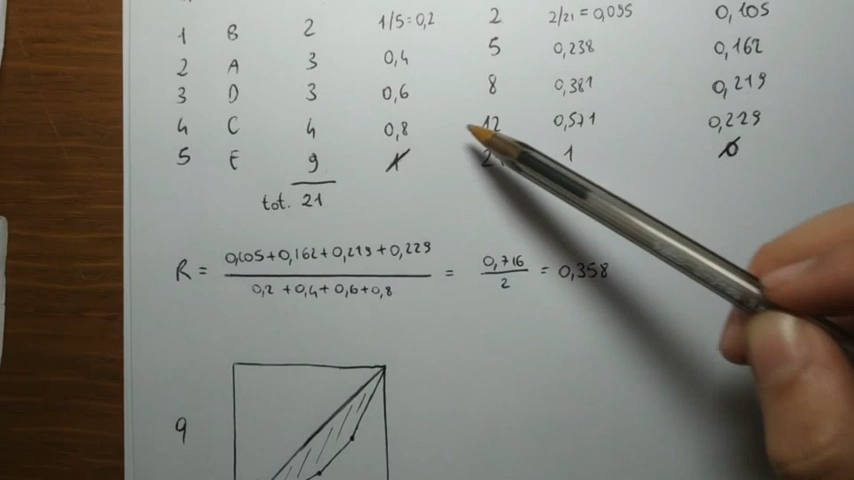 1 B 2 1/5=0,2 2 2/21=0,095 0,105
2 A 3 0,4 5 0,238 0,162
3 D 3 0,6 8 0,381 0,219
4 C 4 0,8 12 0,571 0,229
5 E 9 1 1 0
tot. 21
R = 0,105+0,162+0,219+0,229 / 0,2+0,4+0,6+0,8 = 0,716 / 2 = 0,358
q